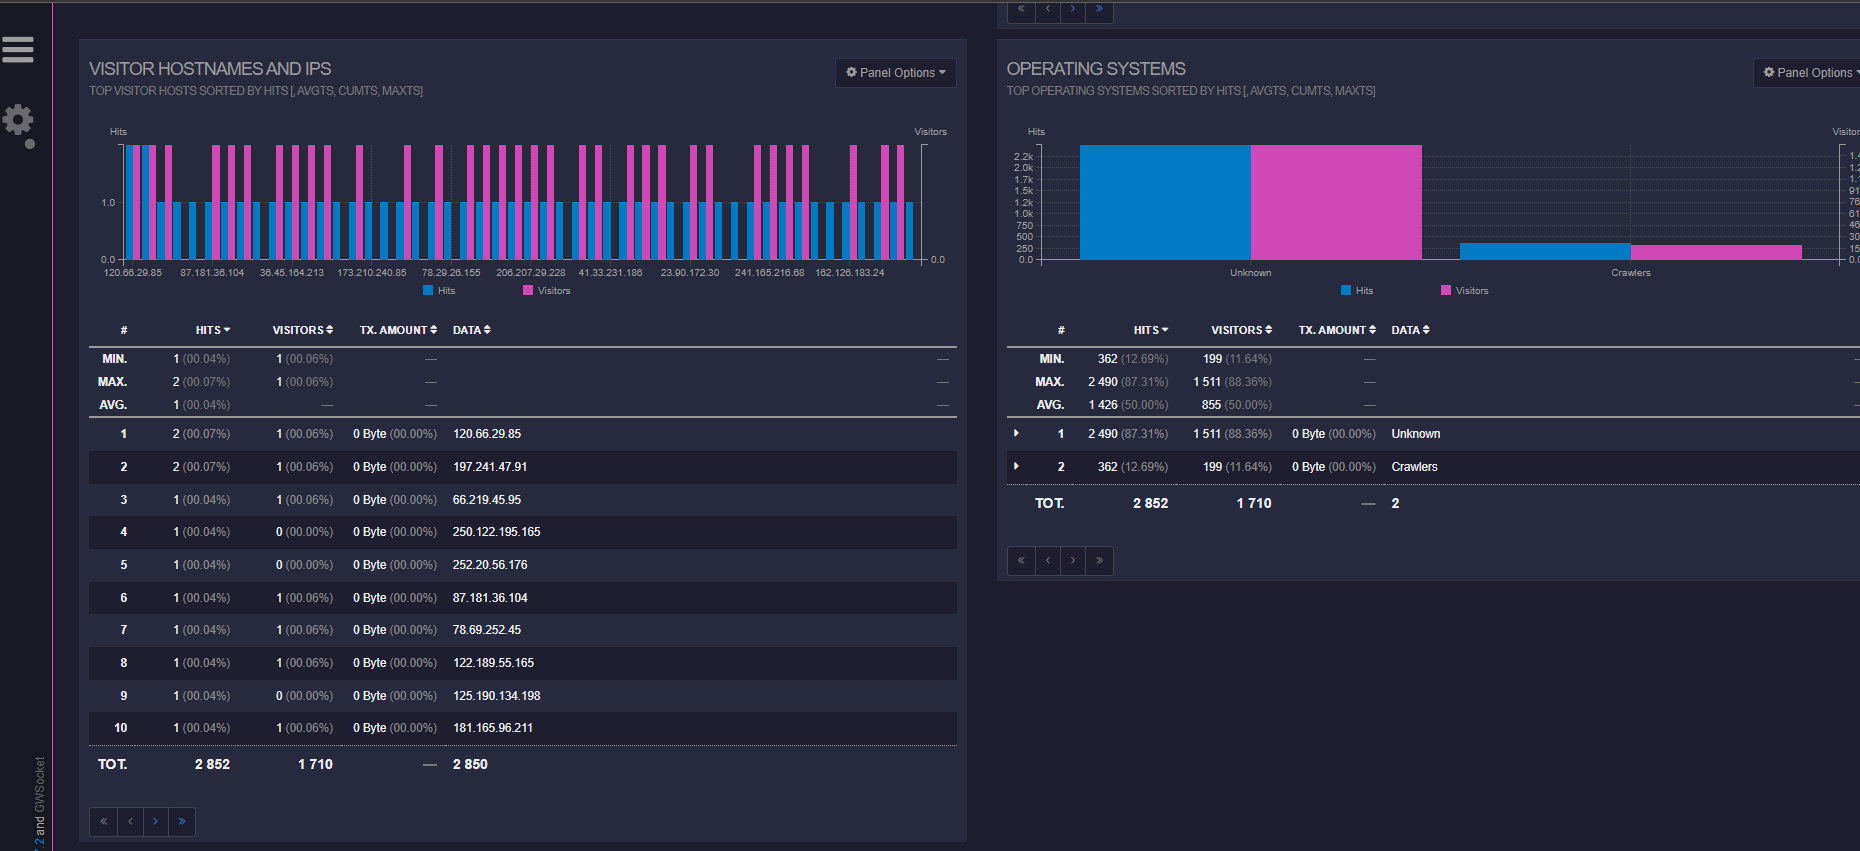 « ‹ › »
VISITOR HOSTNAMES AND IPS
Panel Options
TOP VISITOR HOSTS SORTED BY HITS [, AVGTS, CUMTS, MAXTS]
Hits Visitors
1.0
0.0 0.0
120.66.29.85 87.181.36.104 36.45.164.213 173.210.240.85 78.29.26.155 206.207.29.228 41.33.231.186 23.90.172.30 241.165.216.68 162.126.183.24
Hits Visitors
# HITS VISITORS TX. AMOUNT DATA
MIN. 1 (00.04%) 1 (00.06%) — —
MAX. 2 (00.07%) 1 (00.06%) — —
AVG. 1 (00.04%) — — —
1 2 (00.07%) 1 (00.06%) 0 Byte (00.00%) 120.66.29.85
2 2 (00.07%) 1 (00.06%) 0 Byte (00.00%) 197.241.47.91
3 1 (00.04%) 1 (00.06%) 0 Byte (00.00%) 66.219.45.95
4 1 (00.04%) 0 (00.00%) 0 Byte (00.00%) 250.122.195.165
5 1 (00.04%) 0 (00.00%) 0 Byte (00.00%) 252.20.56.176
6 1 (00.04%) 1 (00.06%) 0 Byte (00.00%) 87.181.36.104
7 1 (00.04%) 1 (00.06%) 0 Byte (00.00%) 78.69.252.45
8 1 (00.04%) 1 (00.06%) 0 Byte (00.00%) 122.189.55.165
9 1 (00.04%) 0 (00.00%) 0 Byte (00.00%) 125.190.134.198
10 1 (00.04%) 1 (00.06%) 0 Byte (00.00%) 181.165.96.211
TOT. 2 852 1 710 — 2 850
« ‹ › »
OPERATING SYSTEMS
Panel Options
TOP OPERATING SYSTEMS SORTED BY HITS [, AVGTS, CUMTS, MAXTS]
Hits
2.2k
2.0k
1.7k
1.5k
1.2k
1.0k
750
500
250
0.0
Unknown Crawlers
Hits Visitors
# HITS VISITORS TX. AMOUNT DATA
MIN. 362 (12.69%) 199 (11.64%) — —
MAX. 2 490 (87.31%) 1 511 (88.36%) — —
AVG. 1 426 (50.00%) 855 (50.00%) — —
1 2 490 (87.31%) 1 511 (88.36%) 0 Byte (00.00%) Unknown
2 362 (12.69%) 199 (11.64%) 0 Byte (00.00%) Crawlers
TOT. 2 852 1 710 — 2
« ‹ › »
7.2 and GWSocket